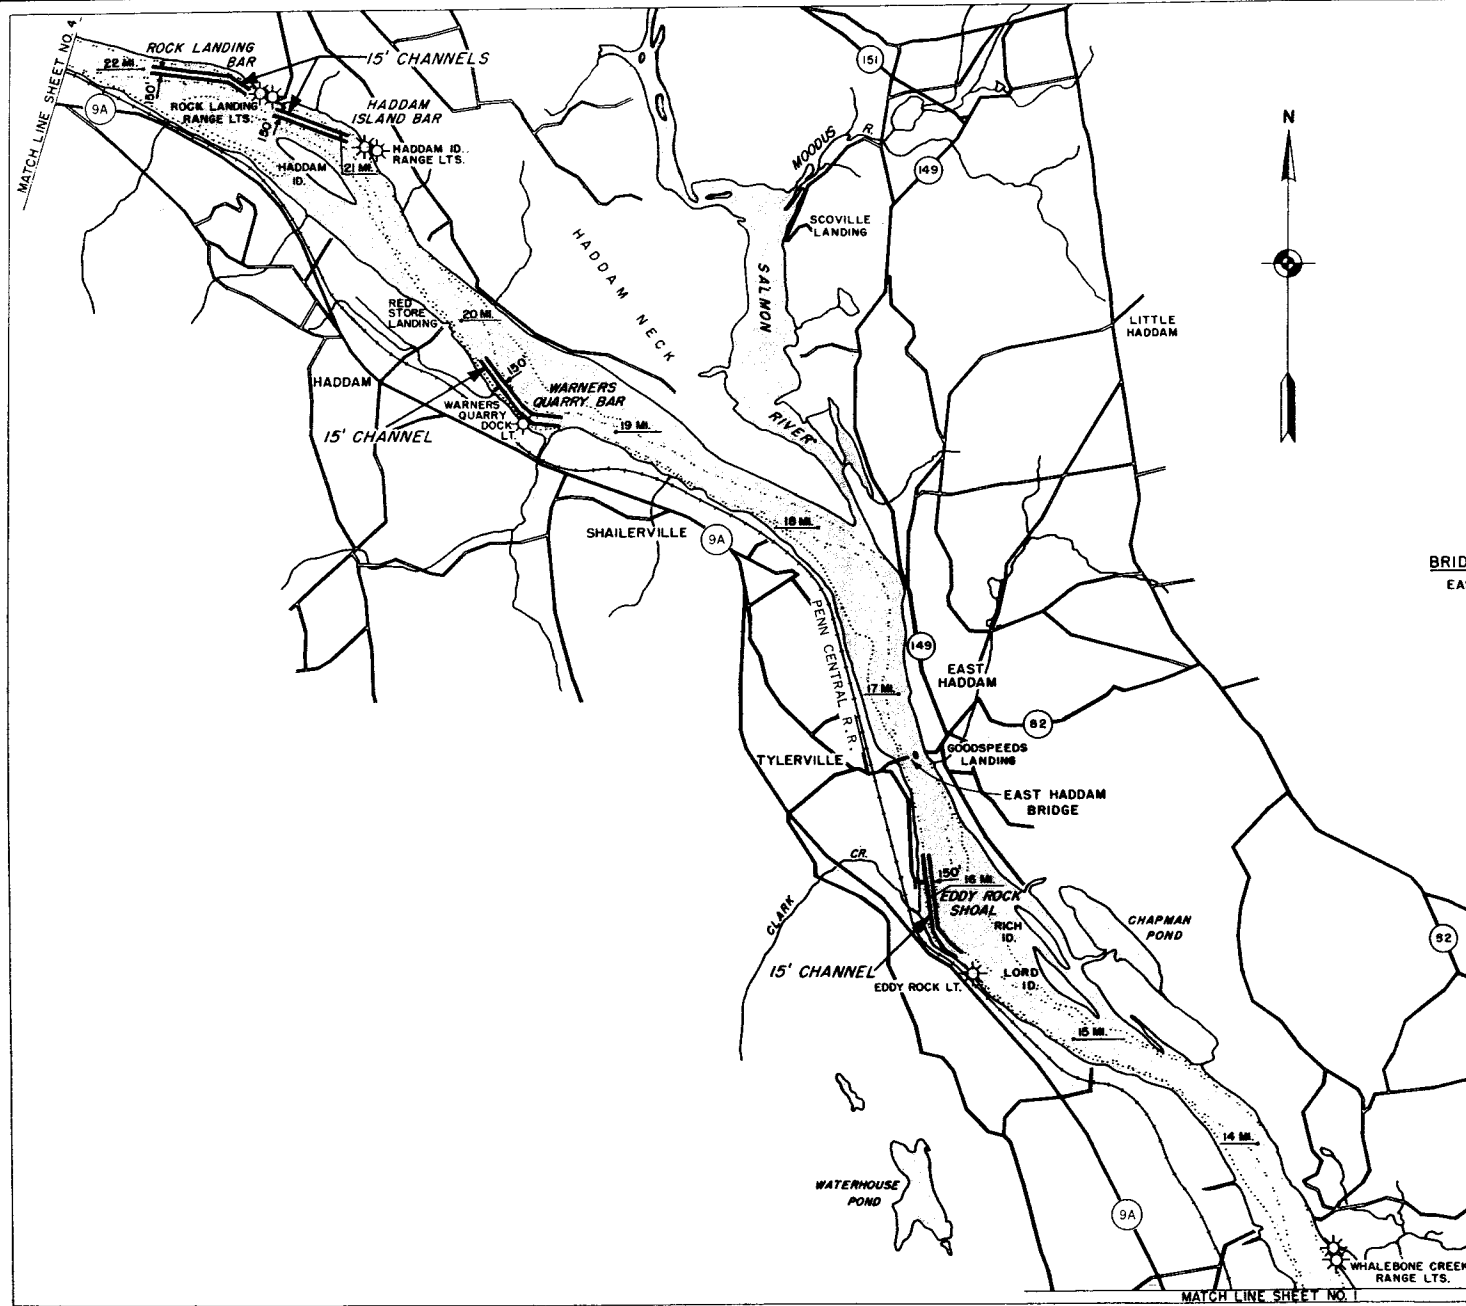 MATCH LINE SHEET NO. 4
22 MI.
ROCK LANDING
BAR
15' CHANNELS
150'
9A
ROCK LANDING
RANGE LTS.
150'
HADDAM
ISLAND BAR
HADDAM ID.
RANGE LTS.
21 MI.
HADDAM
ID.
151
MOODUS R.
149
SCOVILLE
LANDING
N
HADDAM NECK
SALMON
RIVER
RED
STORE
LANDING
20 MI.
LITTLE
HADDAM
HADDAM
150'
WARNERS
QUARRY BAR
WARNERS
QUARRY
DOCK
LT.
15' CHANNEL
19 MI.
18 MI.
SHAILERVILLE
9A
BRID
EA
PENN CENTRAL R.R.
149
EAST
HADDAM
17 MI.
82
TYLERVILLE
GOODSPEEDS
LANDING
EAST HADDAM
BRIDGE
CLARK CR.
150'
16 MI.
EDDY ROCK
SHOAL
RICH
ID.
CHAPMAN
POND
82
15' CHANNEL
EDDY ROCK LT.
LORD
ID.
15 MI.
14 MI.
WATERHOUSE
POND
9A
WHALEBONE CREEK
RANGE LTS.
MATCH LINE SHEET NO. 1